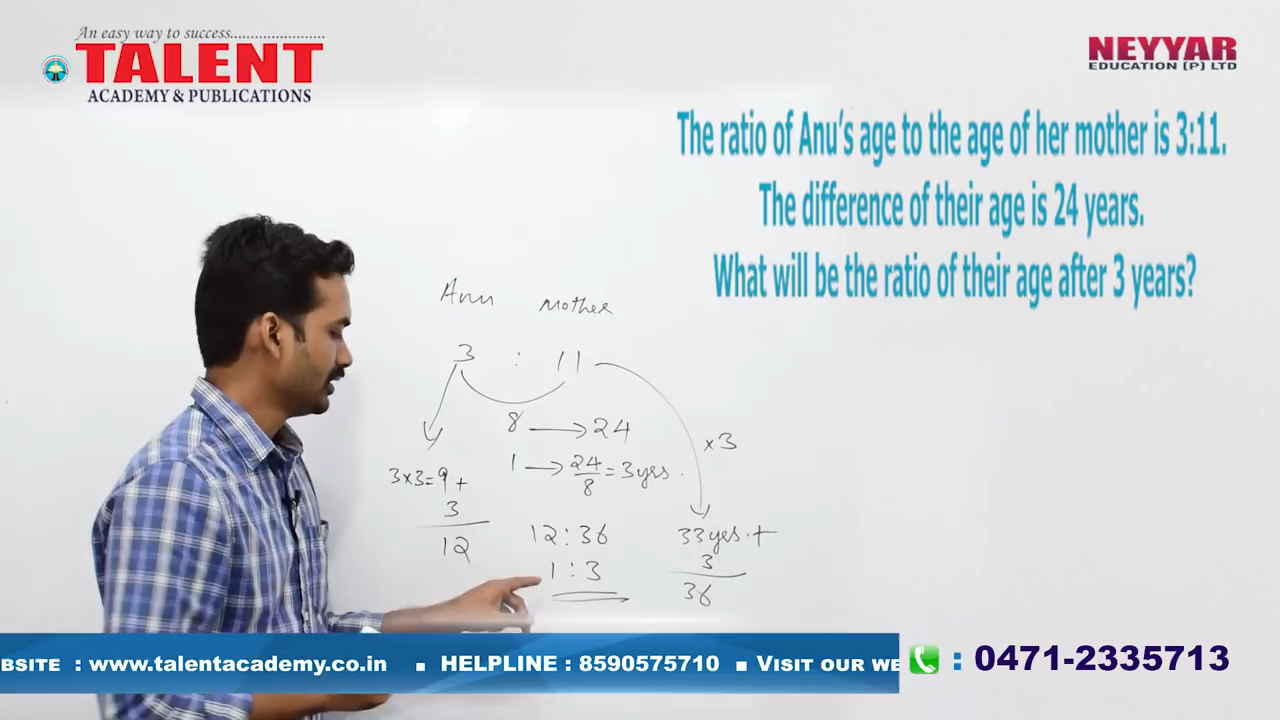 An easy way to success.......................
TALENT
ACADEMY & PUBLICATIONS
NEYYAR
EDUCATION (P) LTD
The ratio of Anu's age to the age of her mother is 3:11.
The difference of their age is 24 years.
What will be the ratio of their age after 3 years?
Anu Mother
3 : 11
8 → 24
×3
1 → 24/8 = 3yrs.
3×3=9+
3
12
12:36
1:3
33yrs.+
3
36
BSITE : www.talentacademy.co.in ▪ HELPLINE : 8590575710 ▪ VISIT OUR WE
: 0471-2335713